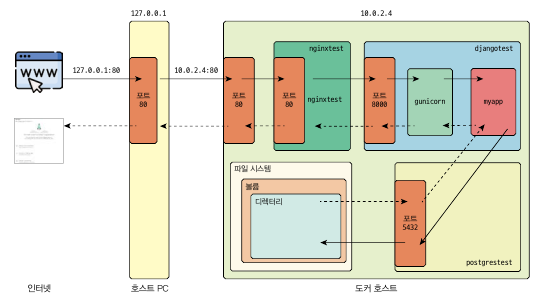 127.0.0.1
10.0.2.4
nginxtest
djangotest
WWW
127.0.0.1:80
10.0.2.4:80
포트
80
포트
80
포트
80
nginxtest
포트
8000
gunicorn
myapp
파일 시스템
볼륨
디렉터리
포트
5432
postgrestest
인터넷
호스트 PC
도커 호스트